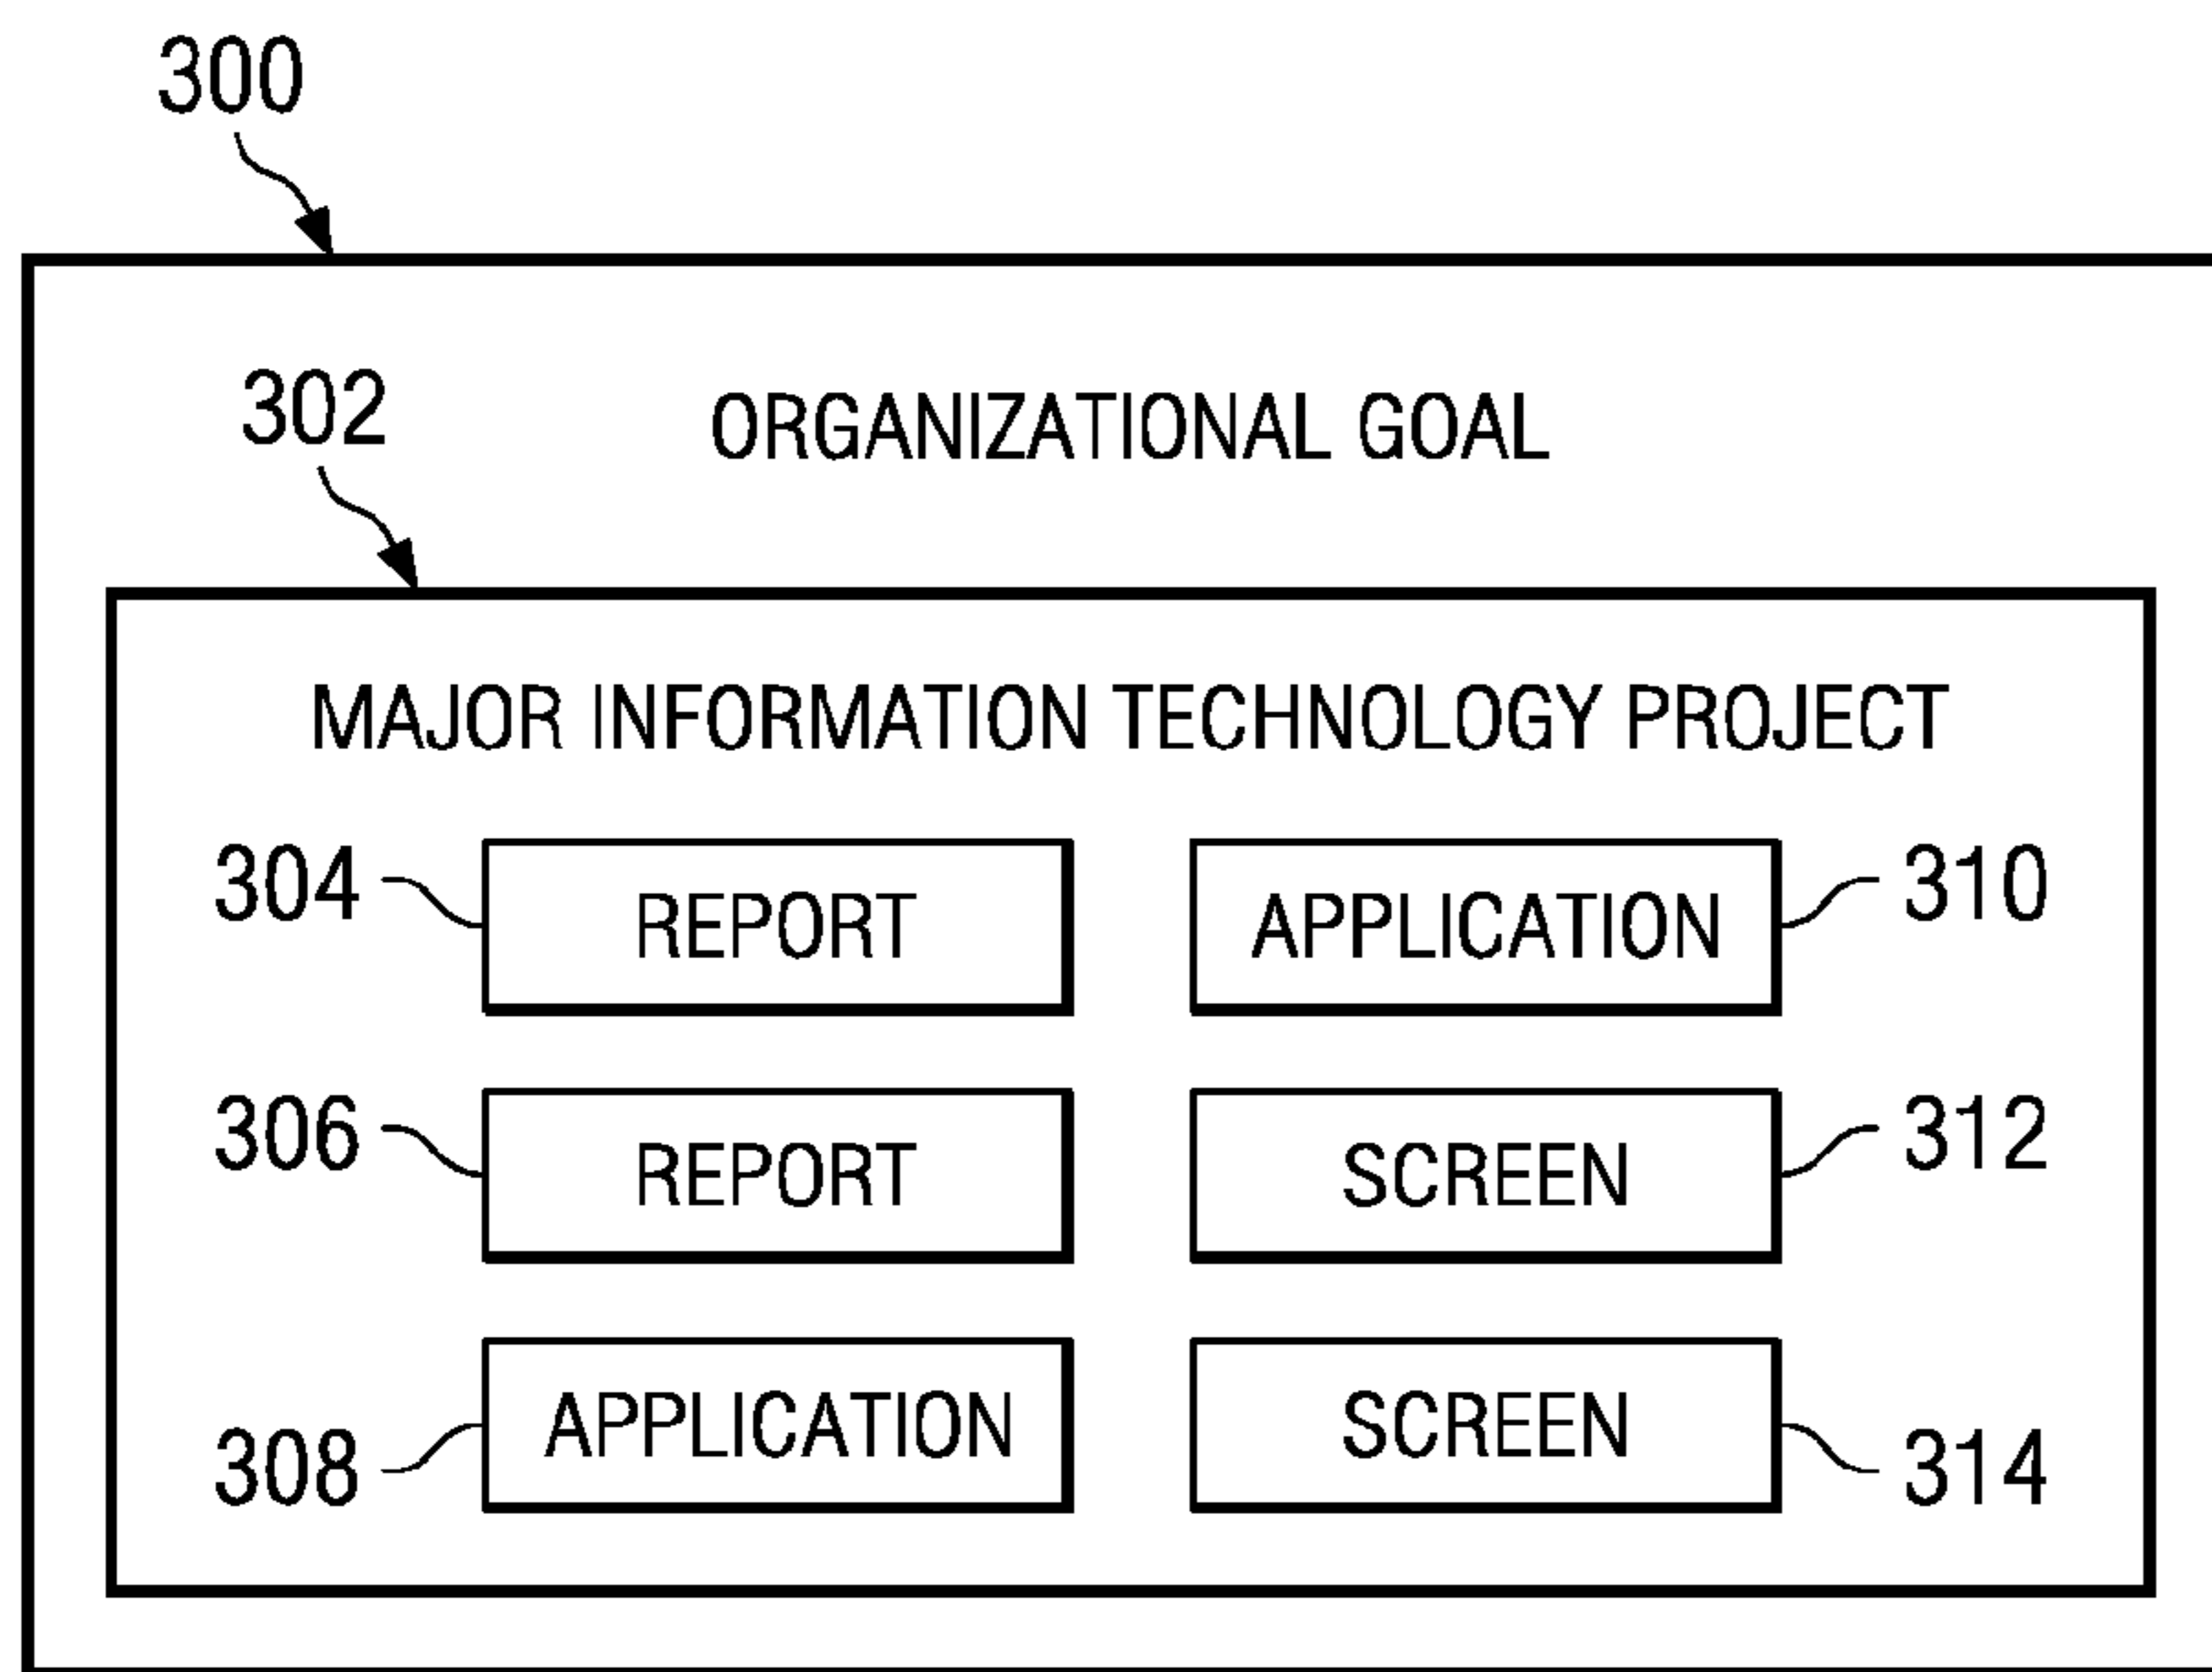 300
302
ORGANIZATIONAL GOAL
MAJOR INFORMATION TECHNOLOGY PROJECT
304 REPORT APPLICATION 310
306 REPORT SCREEN 312
308 APPLICATION SCREEN 314